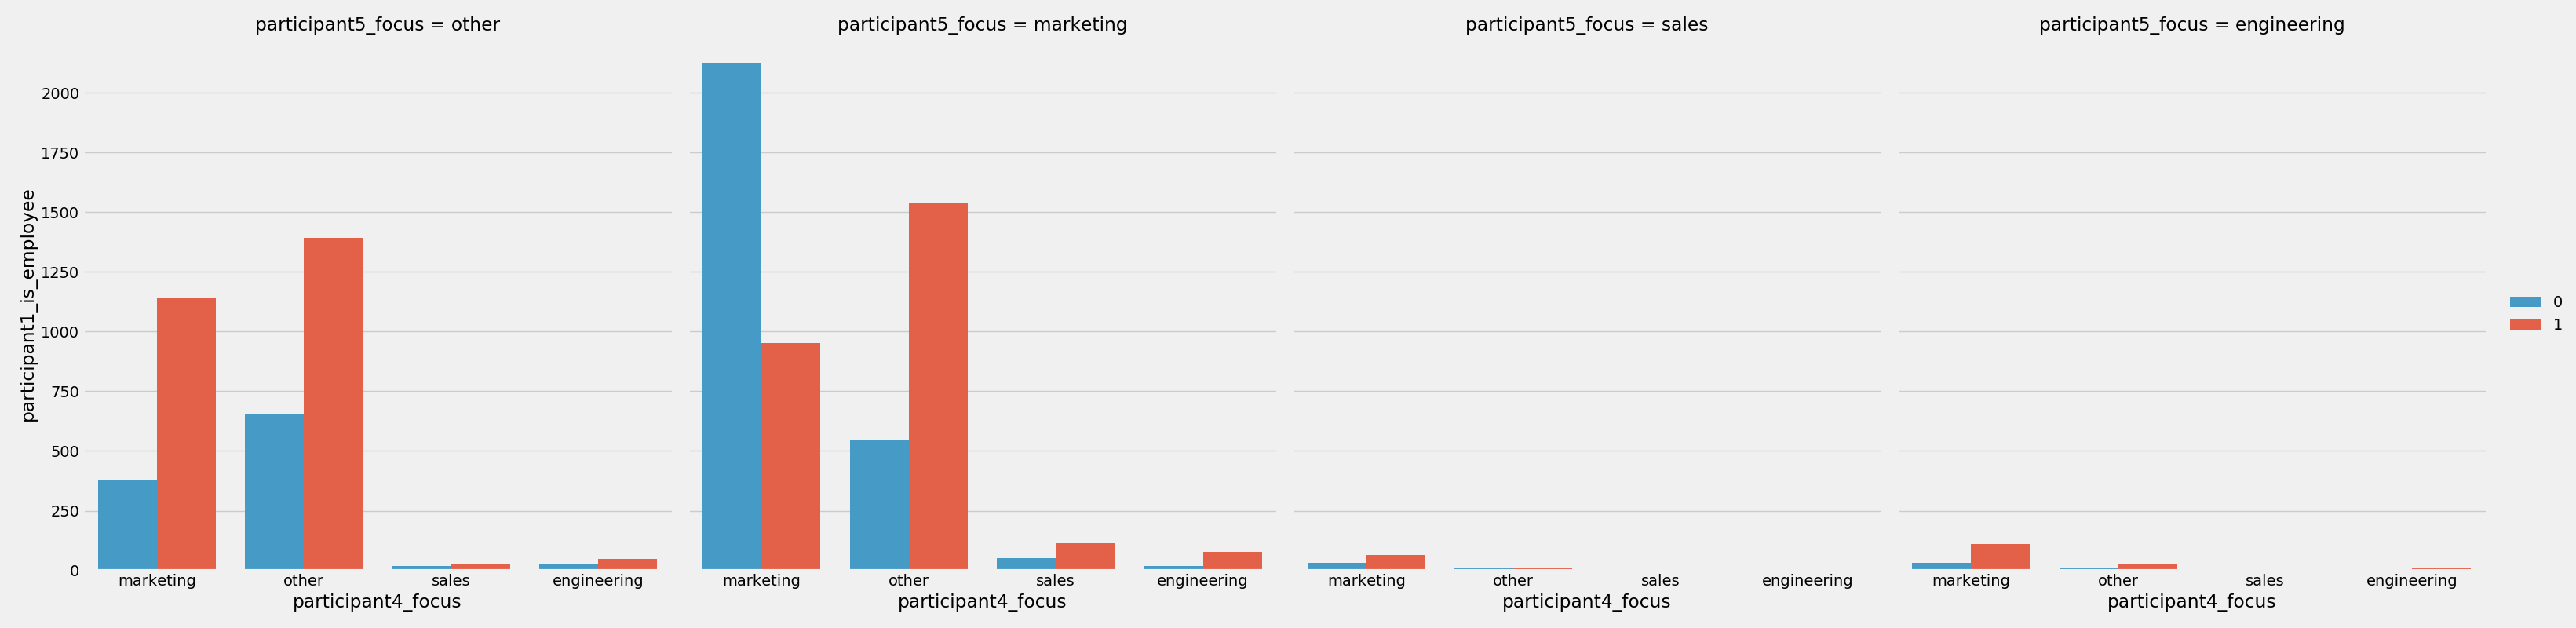 participant5_focus = other
participant5_focus = marketing
participant5_focus = sales
participant5_focus = engineering
participant1_is_employee
2000
1750
1500
1250
1000
750
500
250
0
marketing other sales engineering
participant4_focus
marketing other sales engineering
participant4_focus
marketing other sales engineering
participant4_focus
marketing other sales engineering
participant4_focus
0
1